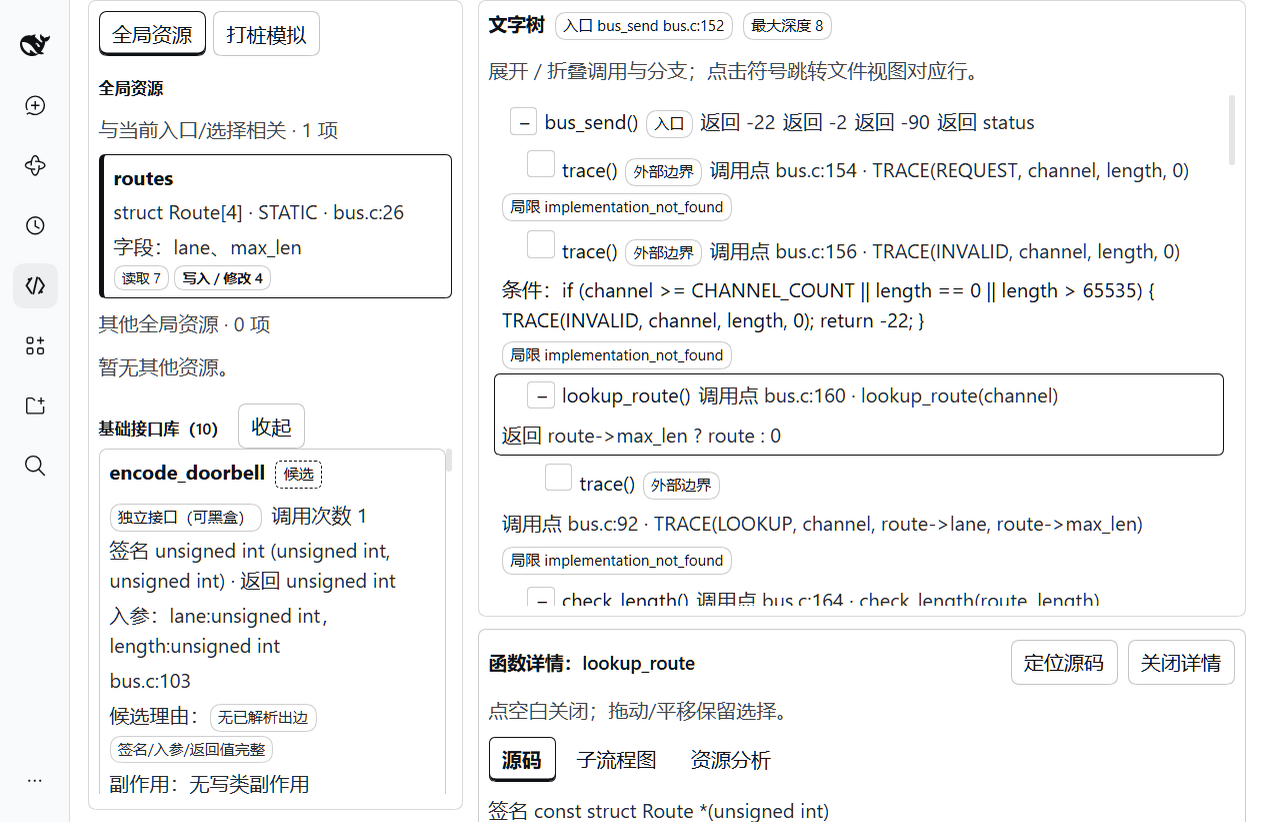 全局资源
打桩模拟
全局资源
与当前入口/选择相关 · 1 项
routes
struct Route[4] · STATIC · bus.c:26
字段：lane、max_len
读取 7 写入 / 修改 4
其他全局资源 · 0 项
暂无其他资源。
基础接口库（10） 收起
encode_doorbell 候选
独立接口（可黑盒） 调用次数 1
签名 unsigned int (unsigned int,
unsigned int) · 返回 unsigned int
入参：lane:unsigned int，
length:unsigned int
bus.c:103
候选理由： 无已解析出边
签名/入参/返回值完整
副作用：无写类副作用
文字树 入口 bus_send bus.c:152 最大深度 8
展开 / 折叠调用与分支；点击符号跳转文件视图对应行。
− bus_send() 入口 返回 -22 返回 -2 返回 -90 返回 status
trace() 外部边界 调用点 bus.c:154 · TRACE(REQUEST, channel, length, 0)
局限 implementation_not_found
trace() 外部边界 调用点 bus.c:156 · TRACE(INVALID, channel, length, 0)
条件：if (channel >= CHANNEL_COUNT || length == 0 || length > 65535) {
TRACE(INVALID, channel, length, 0); return -22; }
局限 implementation_not_found
− lookup_route() 调用点 bus.c:160 · lookup_route(channel)
返回 route->max_len ? route : 0
trace() 外部边界
调用点 bus.c:92 · TRACE(LOOKUP, channel, route->lane, route->max_len)
局限 implementation_not_found
− check_length() 调用点 bus.c:164 · check_length(route, length)
函数详情：lookup_route 定位源码 关闭详情
点空白关闭；拖动/平移保留选择。
源码 子流程图 资源分析
签名 const struct Route *(unsigned int)